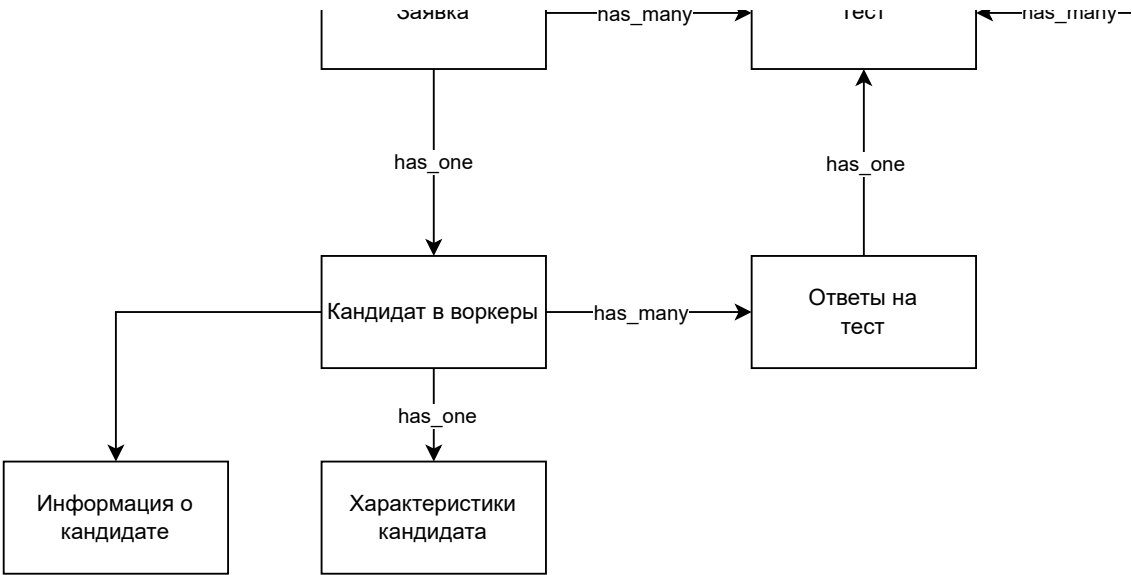 Заявка
has_many
Тест
has_many
has_one
has_one
Кандидат в воркеры
has_many
Ответы на
тест
has_one
Информация о
кандидате
Характеристики
кандидата